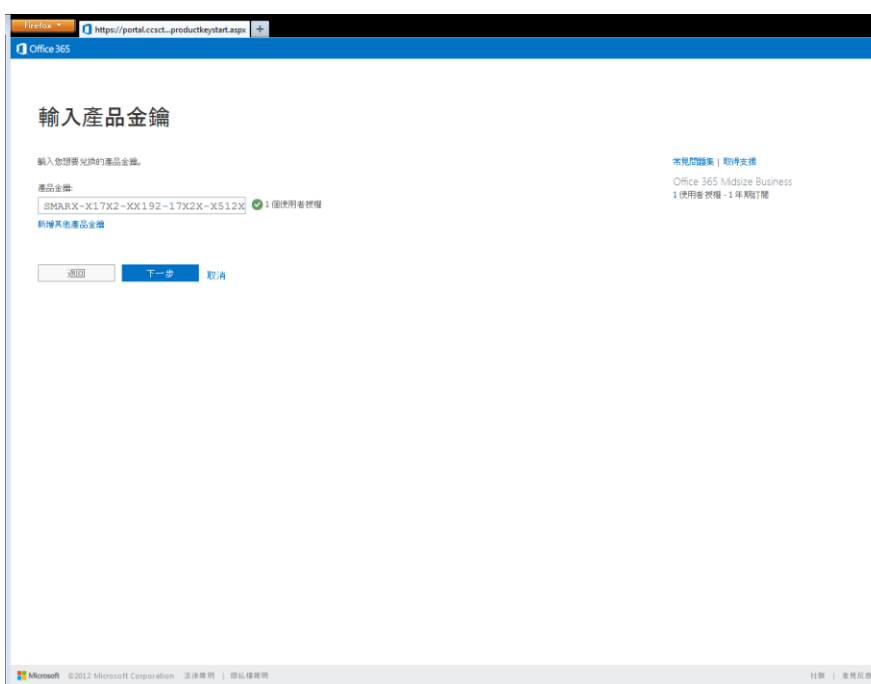 Firefox
https://portal.ccsct...productkeystart.aspx
Office 365
輸入產品金鑰
輸入您想要兌換的產品金鑰。
產品金鑰:
SMARX-X17X2-XX192-17X2X-X512X
1 個使用者授權
新增其他產品金鑰
返回
下一步
取消
常見問題集 | 取得支援
Office 365 Midsize Business
1 使用者授權 - 1 年期訂閱
Microsoft ©2012 Microsoft Corporation 法律聲明 | 隱私權聲明
社群 | 意見反應